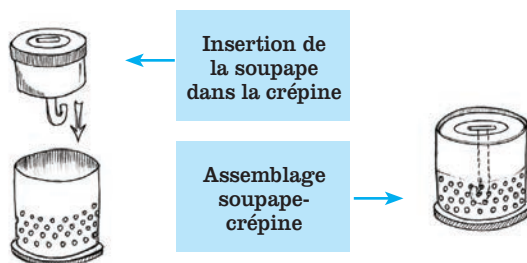 Insertion de
la soupape
dans la crépine
Assemblage
soupape-
crépine